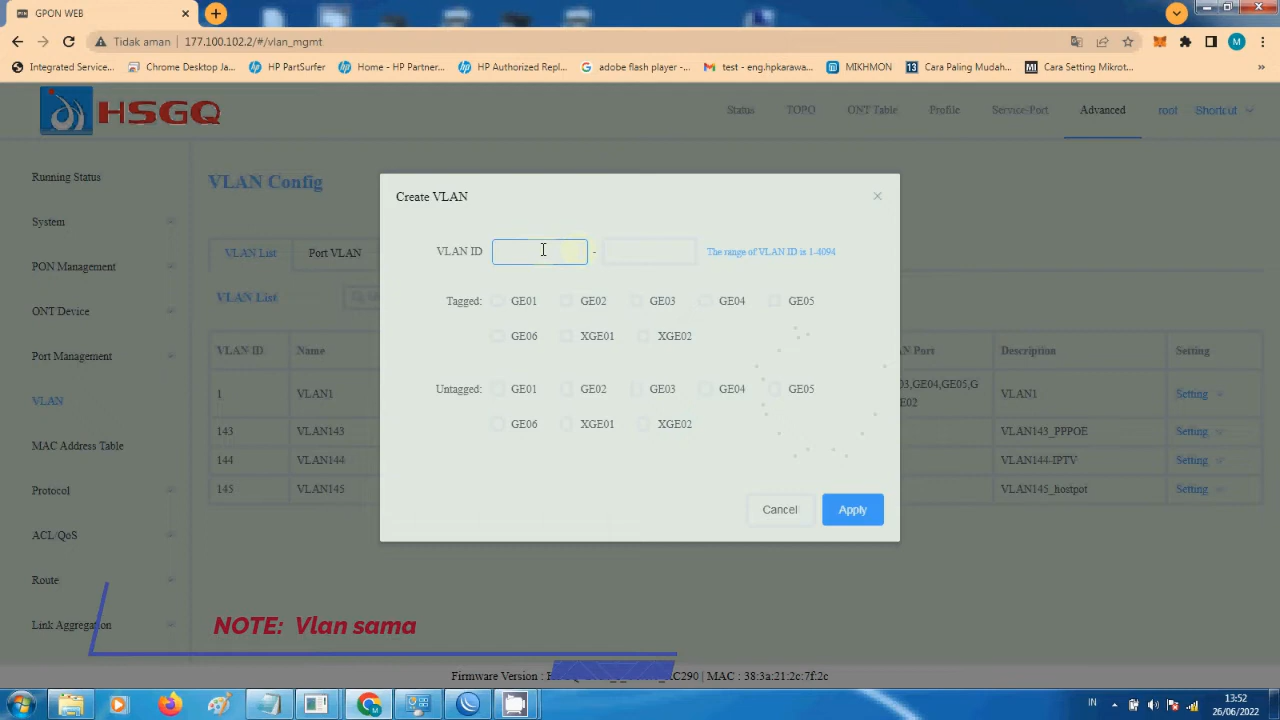 GPON WEB
Tidak aman | 177.100.102.2/#/vlan_mgmt
Integrated Service...
Chrome Desktop Ja...
HP PartSurfer
Home - HP Partner...
HP Authorized Repl...
adobe flash player -...
test - eng.hpkarawa...
MIKHMON
Cara Paling Mudah...
Cara Setting Mikrot...
HSGQ
Status
TOPO
ONT Table
Profile
Service-Port
Advanced
root
Shortcut
Running Status
System
PON Management
ONT Device
Port Management
VLAN
MAC Address Table
Protocol
ACL/QoS
Route
Link Aggregation
VLAN Config
VLAN List
Port VLAN
VLAN List
VLAN ID
Name
Description
Setting
1
VLAN1
VLAN1
Setting
143
VLAN143
VLAN143_PPPOE
Setting
144
VLAN144
VLAN144-IPTV
Setting
145
VLAN145
VLAN145_hostpot
Setting
Create VLAN
VLAN ID
-
The range of VLAN ID is 1-4094
Tagged:
GE01
GE02
GE03
GE04
GE05
GE06
XGE01
XGE02
Untagged:
GE01
GE02
GE03
GE04
GE05
GE06
XGE01
XGE02
Cancel
Apply
NOTE: Vlan sama
Firmware Version :
| MAC : 38:3a:21:2c:7f:2c
IN
13:52
26/06/2022